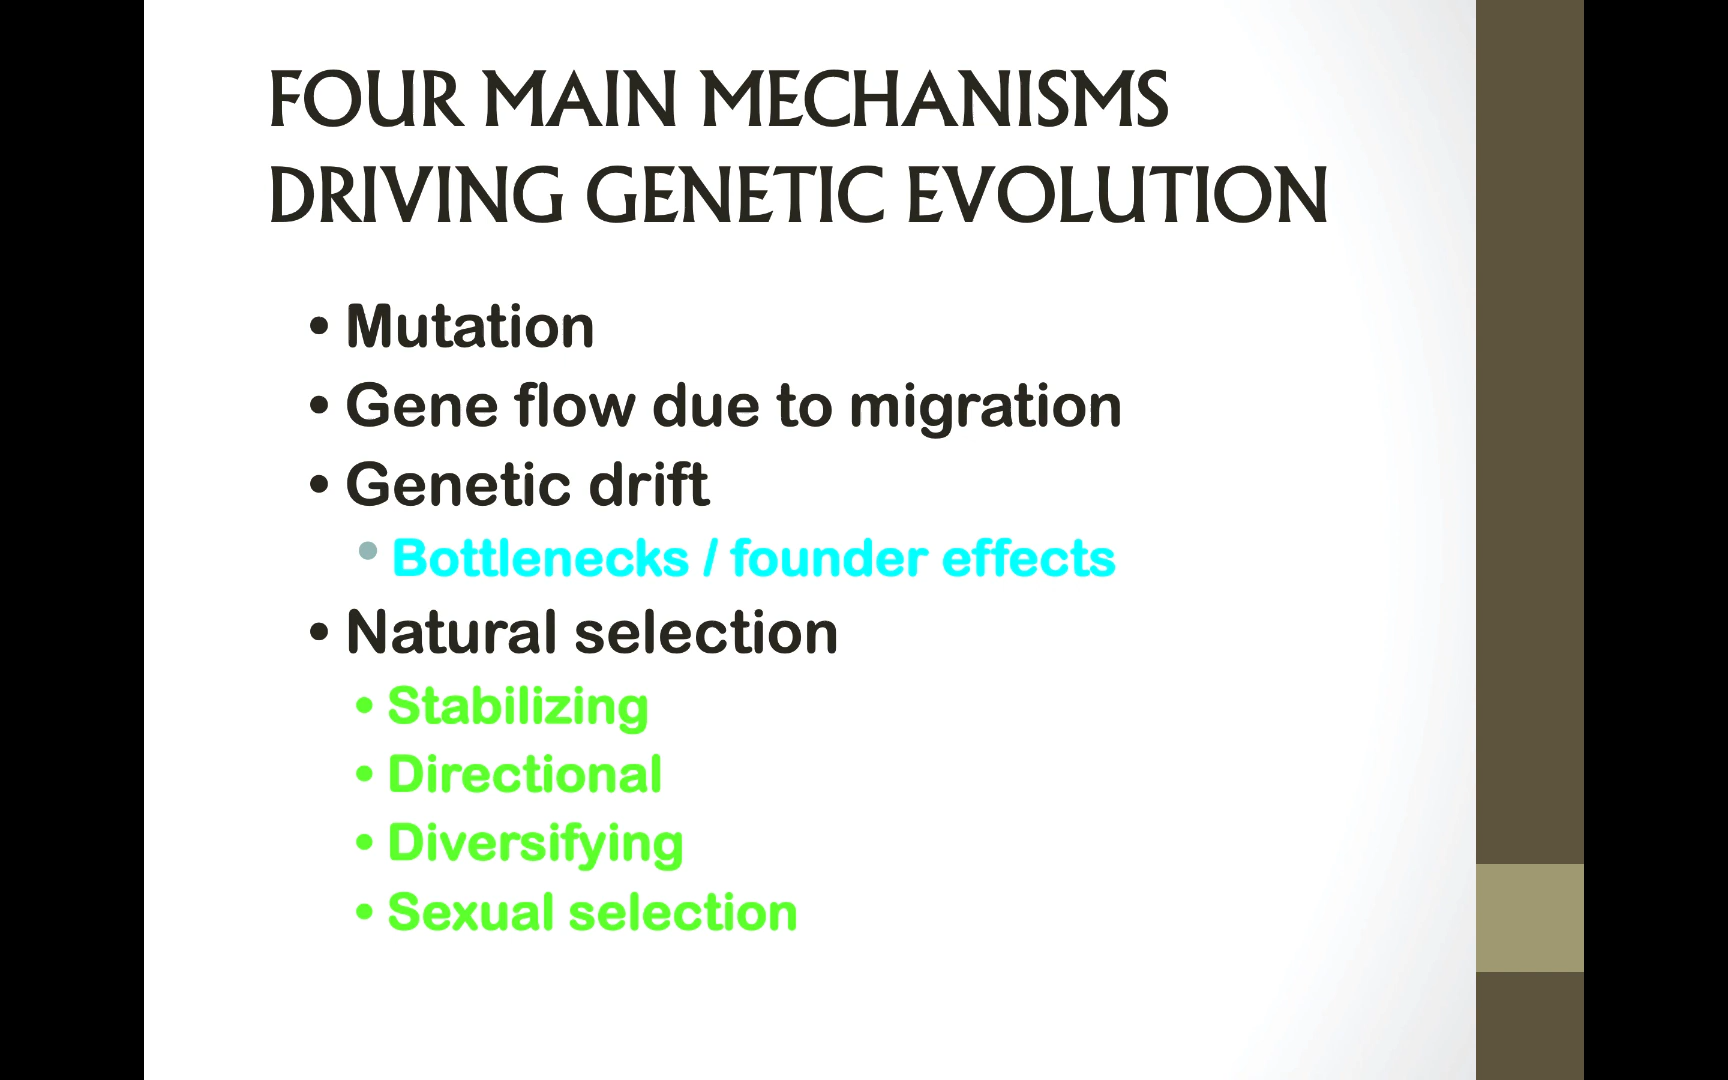 FOUR MAIN MECHANISMS
DRIVING GENETIC EVOLUTION
• Mutation
• Gene flow due to migration
• Genetic drift
• Bottlenecks / founder effects
• Natural selection
• Stabilizing
• Directional
• Diversifying
• Sexual selection